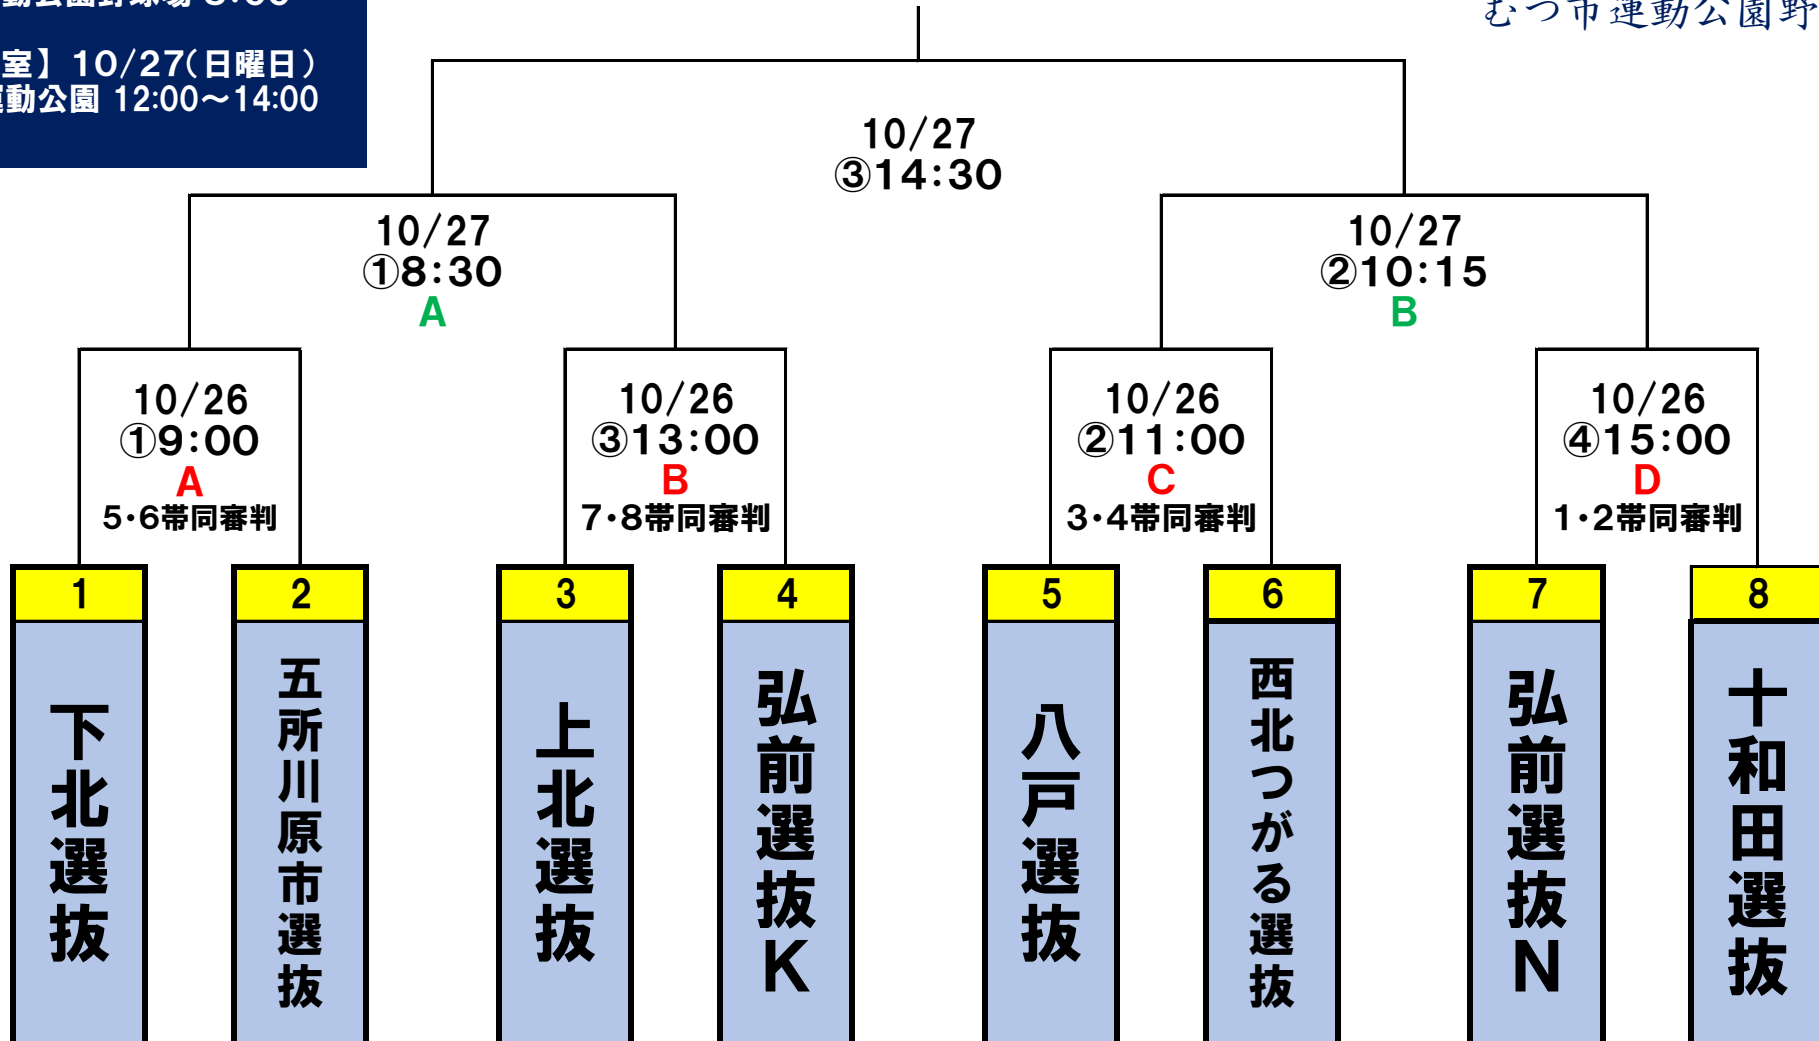 室】10/27(日曜日)
動公園 12:00～14:00
むつ市運動公園野
10/27
③14:30
10/27
①8:30
A
10/27
②10:15
B
10/26
①9:00
A
5・6帯同審判
10/26
③13:00
B
7・8帯同審判
10/26
②11:00
C
3・4帯同審判
10/26
④15:00
D
1・2帯同審判
1
2
3
4
5
6
7
8
下北選抜
五所川原市選抜
上北選抜
弘前選抜K
八戸選抜
西北つがる選抜
弘前選抜N
十和田選抜